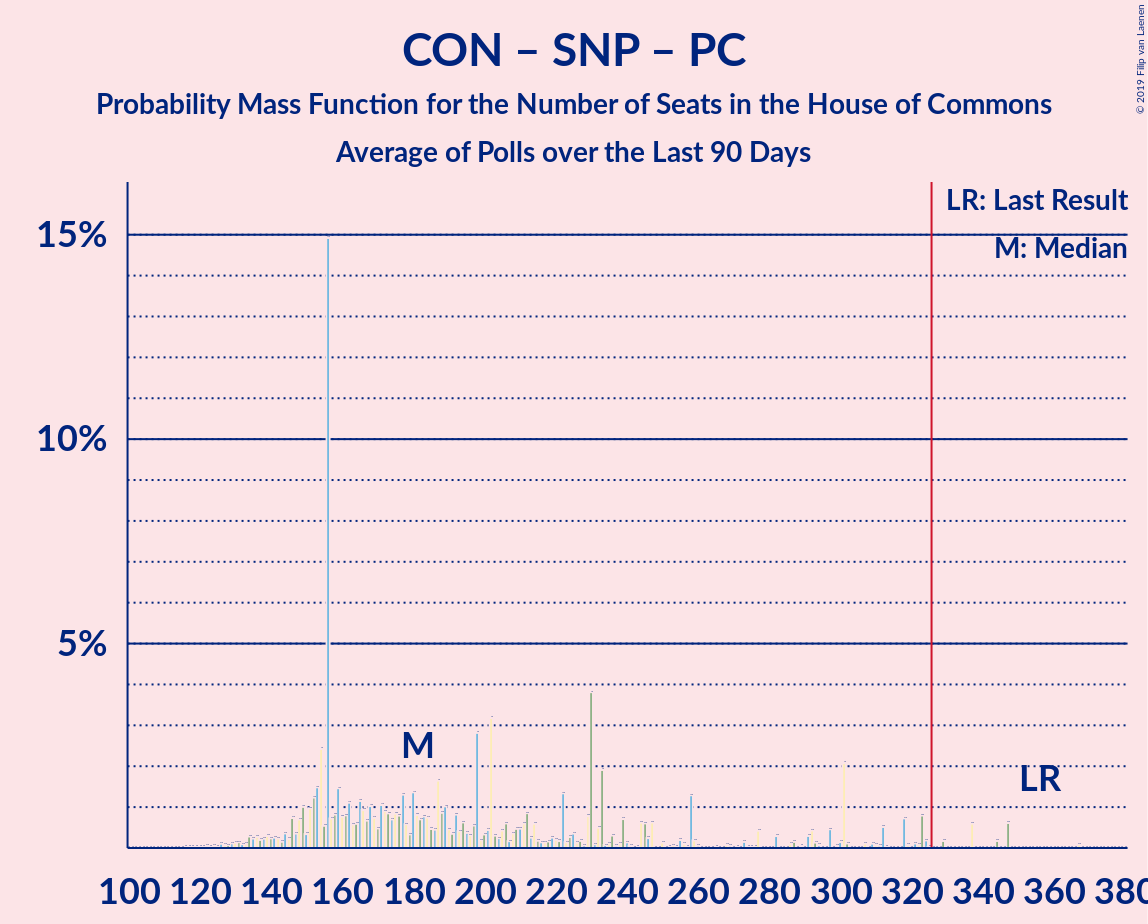 CON – SNP – PC
Probability Mass Function for the Number of Seats in the House of Commons
Average of Polls over the Last 90 Days
© 2019 Filip van Laenen
LR: Last Result
M: Median
15%
10%
5%
M
LR
100 120 140 160 180 200 220 240 260 280 300 320 340 360 380